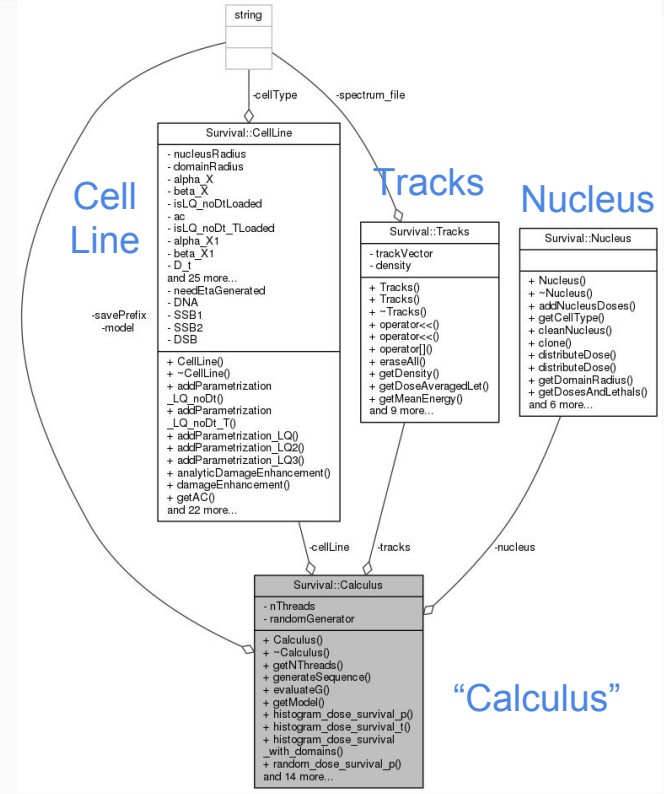 string
-cellType
-spectrum_file
Cell
Line
Survival::CellLine
- nucleusRadius
- domainRadius
- alpha_X
- beta_X
- isLQ_noDtLoaded
- ac
- isLQ_noDt_TLoaded
- alpha_X1
- beta_X1
- D_t
and 25 more...
- needEtaGenerated
- DNA
- SSB1
- SSB2
- DSB
+ CellLine()
+ ~CellLine()
+ addParametrization
_LQ_noDt()
+ addParametrization
_LQ_noDt_T()
+ addParametrization_LQ()
+ addParametrization_LQ2()
+ addParametrization_LQ3()
+ analyticDamageEnhancement()
+ damageEnhancement()
+ getAC()
and 22 more...
Tracks
Survival::Tracks
- trackVector
- density
+ Tracks()
+ Tracks()
+ ~Tracks()
+ operator<<()
+ operator<<()
+ operator[]()
+ eraseAll()
+ getDensity()
+ getDoseAveragedLet()
+ getMeanEnergy()
and 9 more...
Nucleus
Survival::Nucleus
+ Nucleus()
+ ~Nucleus()
+ addNucleusDoses()
+ getCellType()
+ cleanNucleus()
+ clone()
+ distributeDose()
+ distributeDose()
+ getDomainRadius()
+ getDosesAndLethals()
and 6 more...
-savePrefix
-model
-cellLine
-tracks
-nucleus
Survival::Calculus
- nThreads
- randomGenerator
+ Calculus()
+ ~Calculus()
+ getNThreads()
+ generateSequence()
+ evaluateG()
+ getModel()
+ histogram_dose_survival_p()
+ histogram_dose_survival_t()
+ histogram_dose_survival
_with_domains()
+ random_dose_survival_p()
and 14 more...
“Calculus”